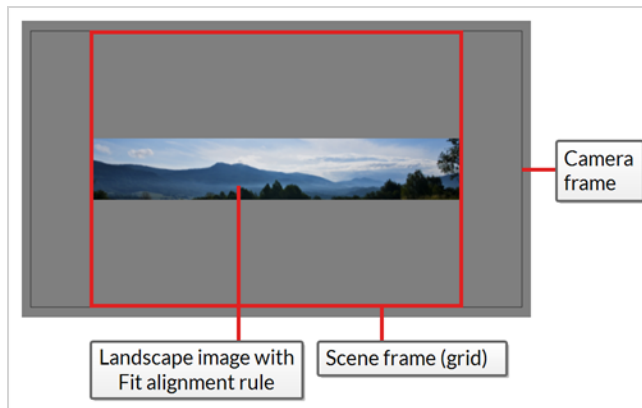 Camera
frame
Landscape image with
Fit alignment rule
Scene frame (grid)